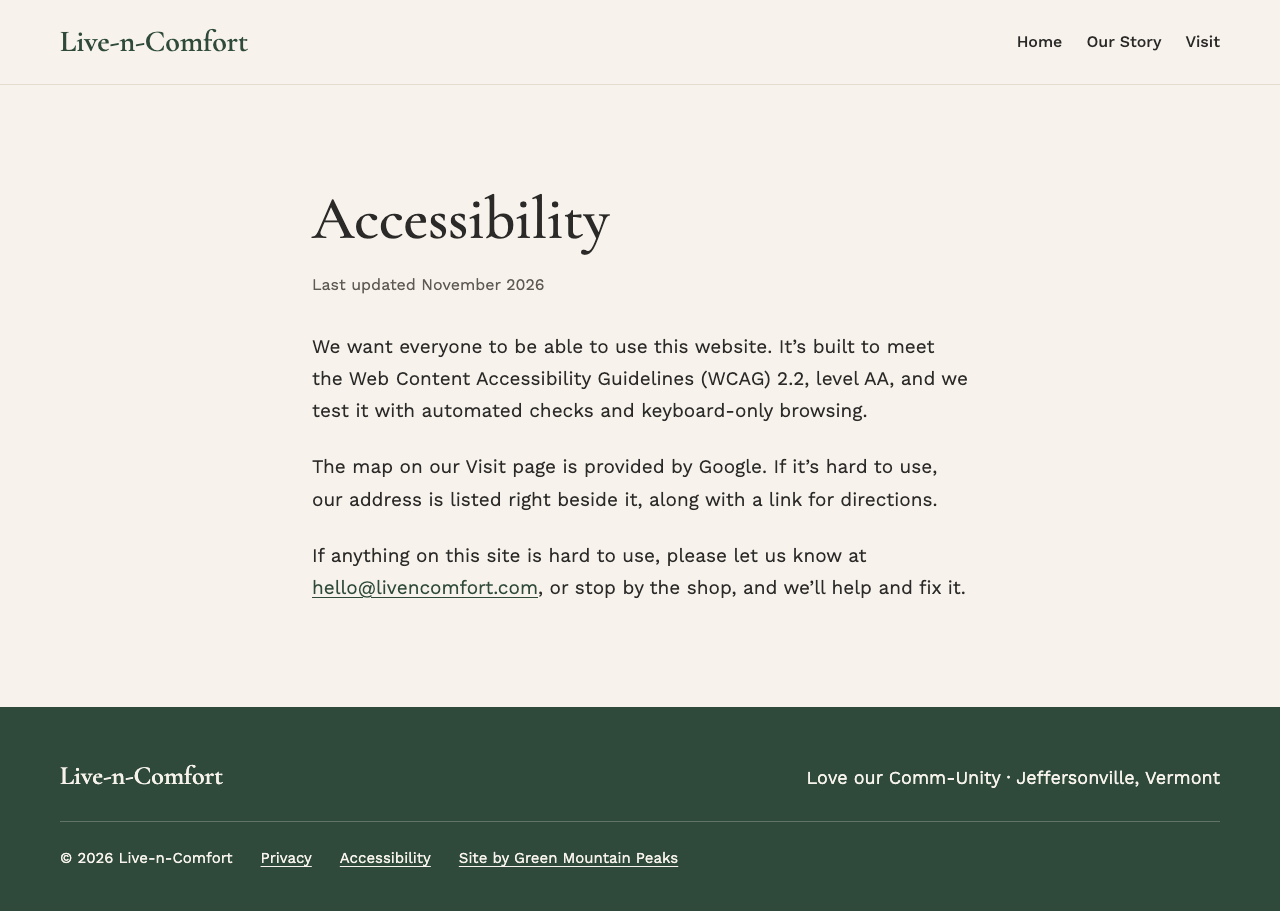 Live-n-Comfort
Home
Our Story
Visit
Accessibility
Last updated November 2026
We want everyone to be able to use this website. It’s built to meet
the Web Content Accessibility Guidelines (WCAG) 2.2, level AA, and we
test it with automated checks and keyboard-only browsing.
The map on our Visit page is provided by Google. If it’s hard to use,
our address is listed right beside it, along with a link for directions.
If anything on this site is hard to use, please let us know at
hello@livencomfort.com, or stop by the shop, and we’ll help and fix it.
Live-n-Comfort
Love our Comm-Unity · Jeffersonville, Vermont
© 2026 Live-n-Comfort
Privacy
Accessibility
Site by Green Mountain Peaks